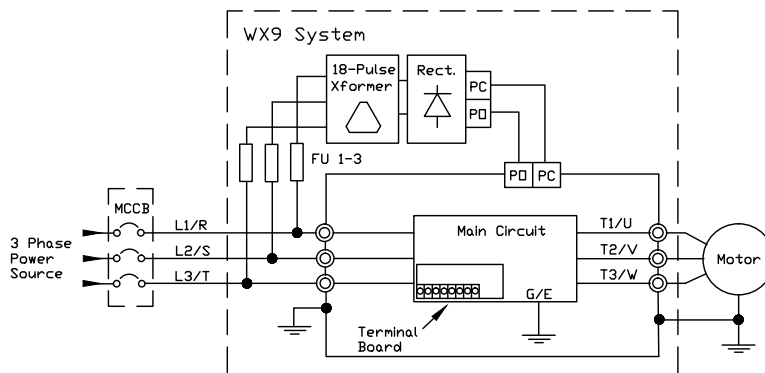 WX9 System
18-Pulse
Xformer
Rect.
PC
PO
FU 1-3
PO
PC
MCCB
3 Phase
Power
Source
L1/R
L2/S
L3/T
Main Circuit
G/E
Terminal
Board
T1/U
T2/V
T3/W
Motor